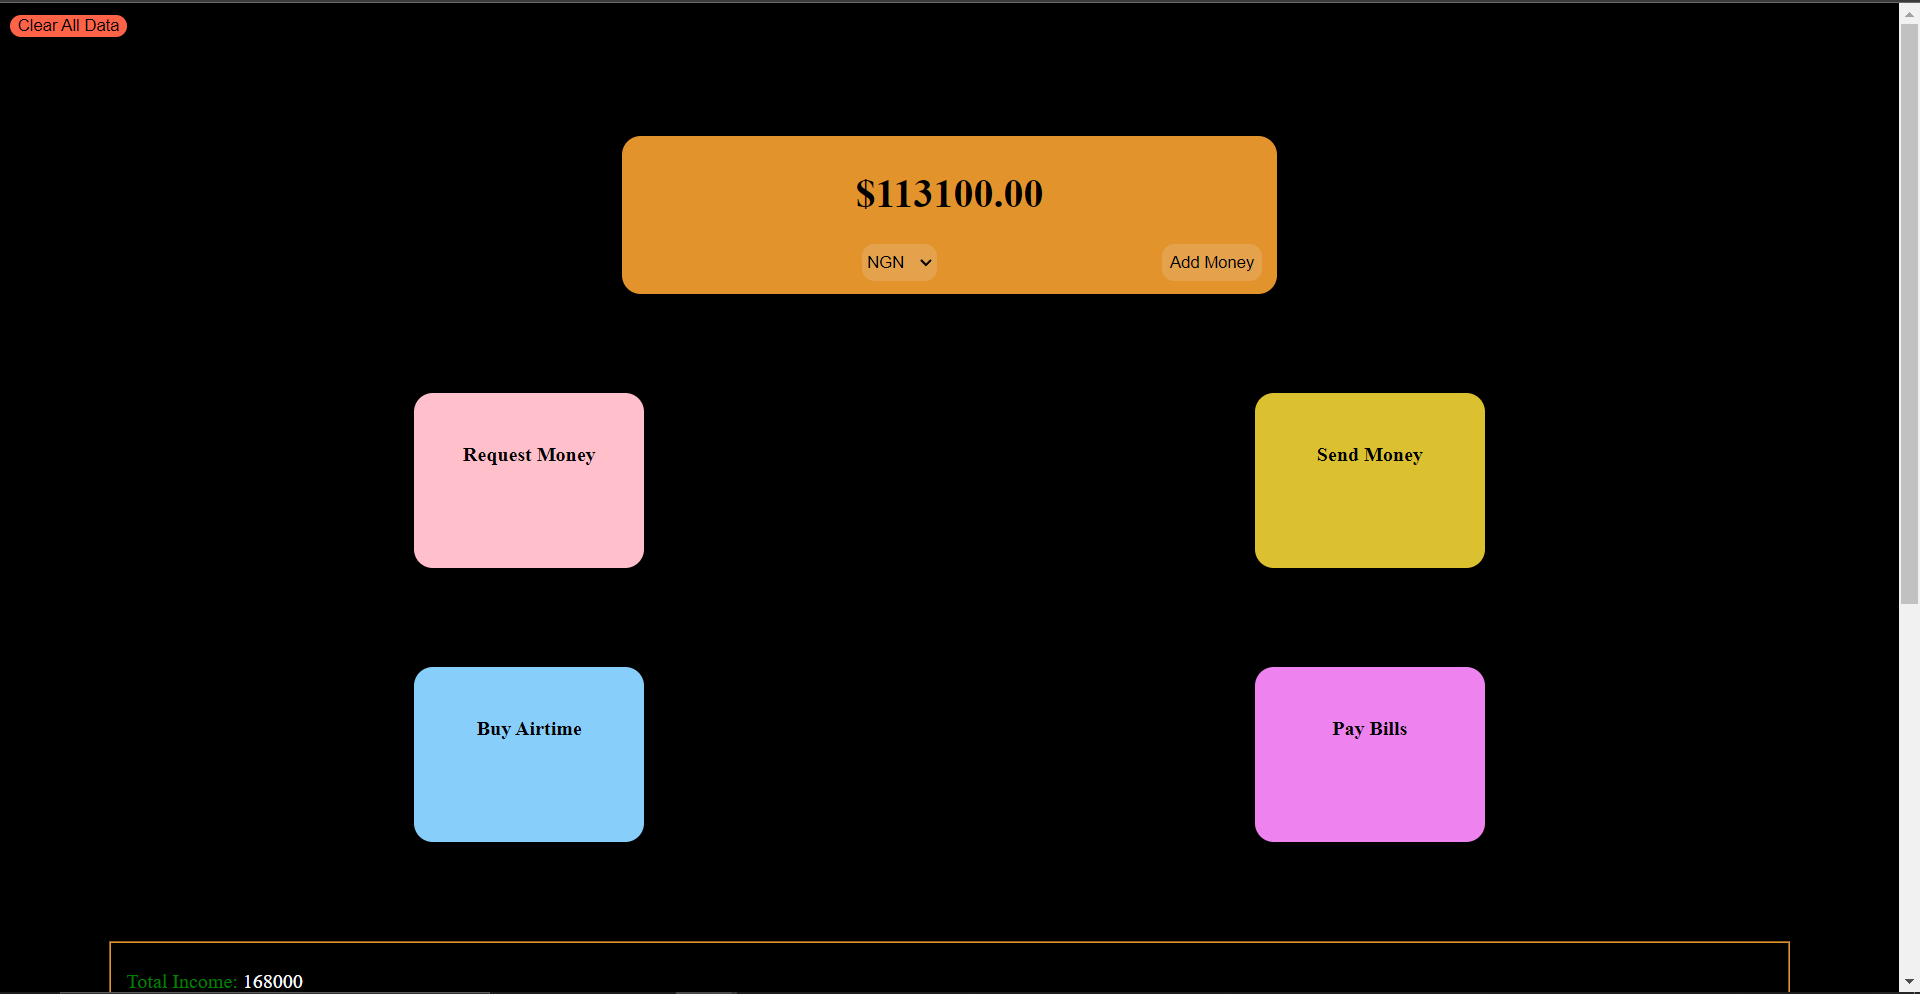 Clear All Data
$113100.00
NGN
Add Money
Request Money
Send Money
Buy Airtime
Pay Bills
Total Income: 168000